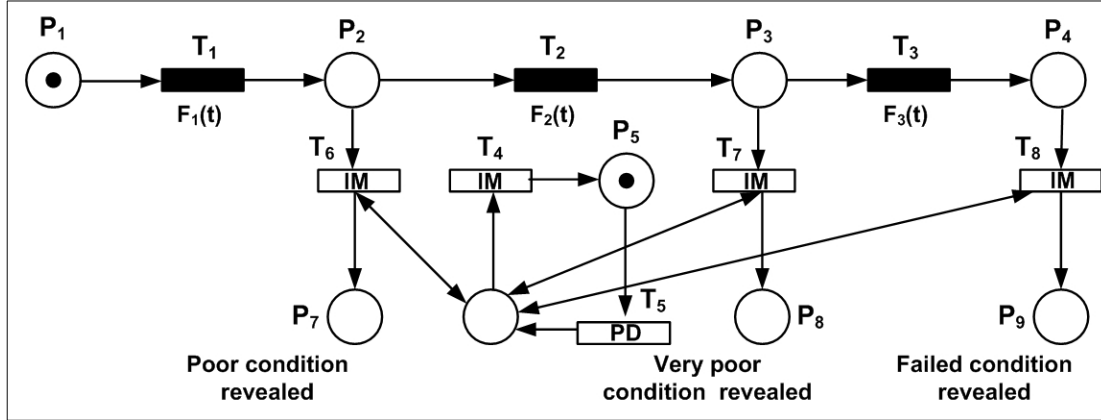 P1
T1
F1(t)
P2
T2
F2(t)
P3
T3
F3(t)
P4
T6
IM
T4
IM
P5
T7
IM
T8
IM
P7
T5
PD
P8
P9
Poor condition
revealed
Very poor
condition revealed
Failed condition
revealed